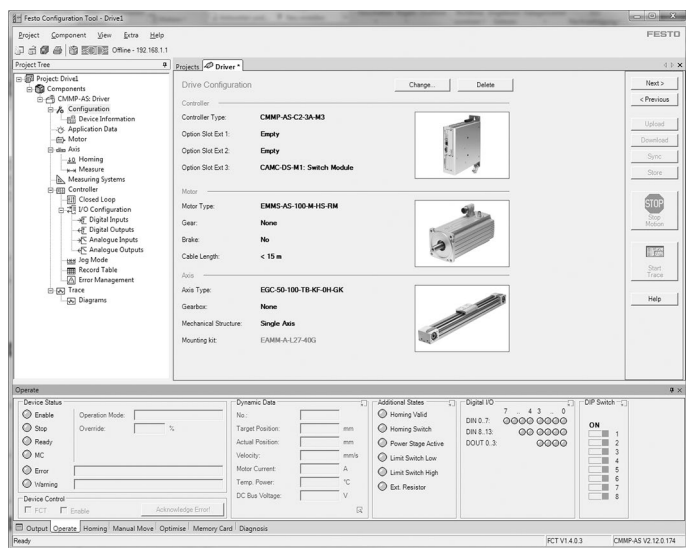 Festo Configuration Tool - Drive1
Project Component View Extra Help
FESTO
Offline - 192.168.1.1
Project Tree
Project: Drive1
Components
CMMP-AS: Driver
Configuration
Device Information
Application Data
Motor
Axis
Homing
Measure
Measuring Systems
Controller
Closed Loop
I/O Configuration
Digital Inputs
Digital Outputs
Analogue Inputs
Analogue Outputs
Jog Mode
Record Table
Error Management
Trace
Diagrams
Projects Driver *
Drive Configuration
Change... Delete
Controller
Controller Type: CMMP-AS-C2-3A-M3
Option Slot Ext 1: Empty
Option Slot Ext 2: Empty
Option Slot Ext 3: CAMC-DS-M1: Switch Module
Motor
Motor Type: EMMS-AS-100-M-HS-RM
Gear: None
Brake: No
Cable Length: < 15 m
Axis
Axis Type: EGC-50-100-TB-KF-0H-GK
Gearbox: None
Mechanical Structure: Single Axis
Mounting kit: EAMM-A-L27-40G
Next >
< Previous
Upload
Download
Sync
Store
STOP
Stop
Motion
Start
Trace
Help
Operate
Device Status
Enable Operation Mode:
Stop Override: %
Ready
MC
Error
Warning
Device Control
FCT Enable Acknowledge Error!
Dynamic Data
No.:
Target Position: mm
Actual Position: mm
Velocity: mm/s
Motor Current: A
Temp. Power: °C
DC Bus Voltage: V
Additional States
Homing Valid
Homing Switch
Power Stage Active
Limit Switch Low
Limit Switch High
Ext. Resistor
Digital I/O
7 .. 4 3 .. 0
DIN 0..7:
DIN 8..13:
DOUT 0..3:
DIP Switch
ON
1
2
3
4
5
6
7
8
Output Operate Homing Manual Move Optimise Memory Card Diagnosis
Ready
FCT V1.4.0.3 CMMP-AS V2.12.0.174